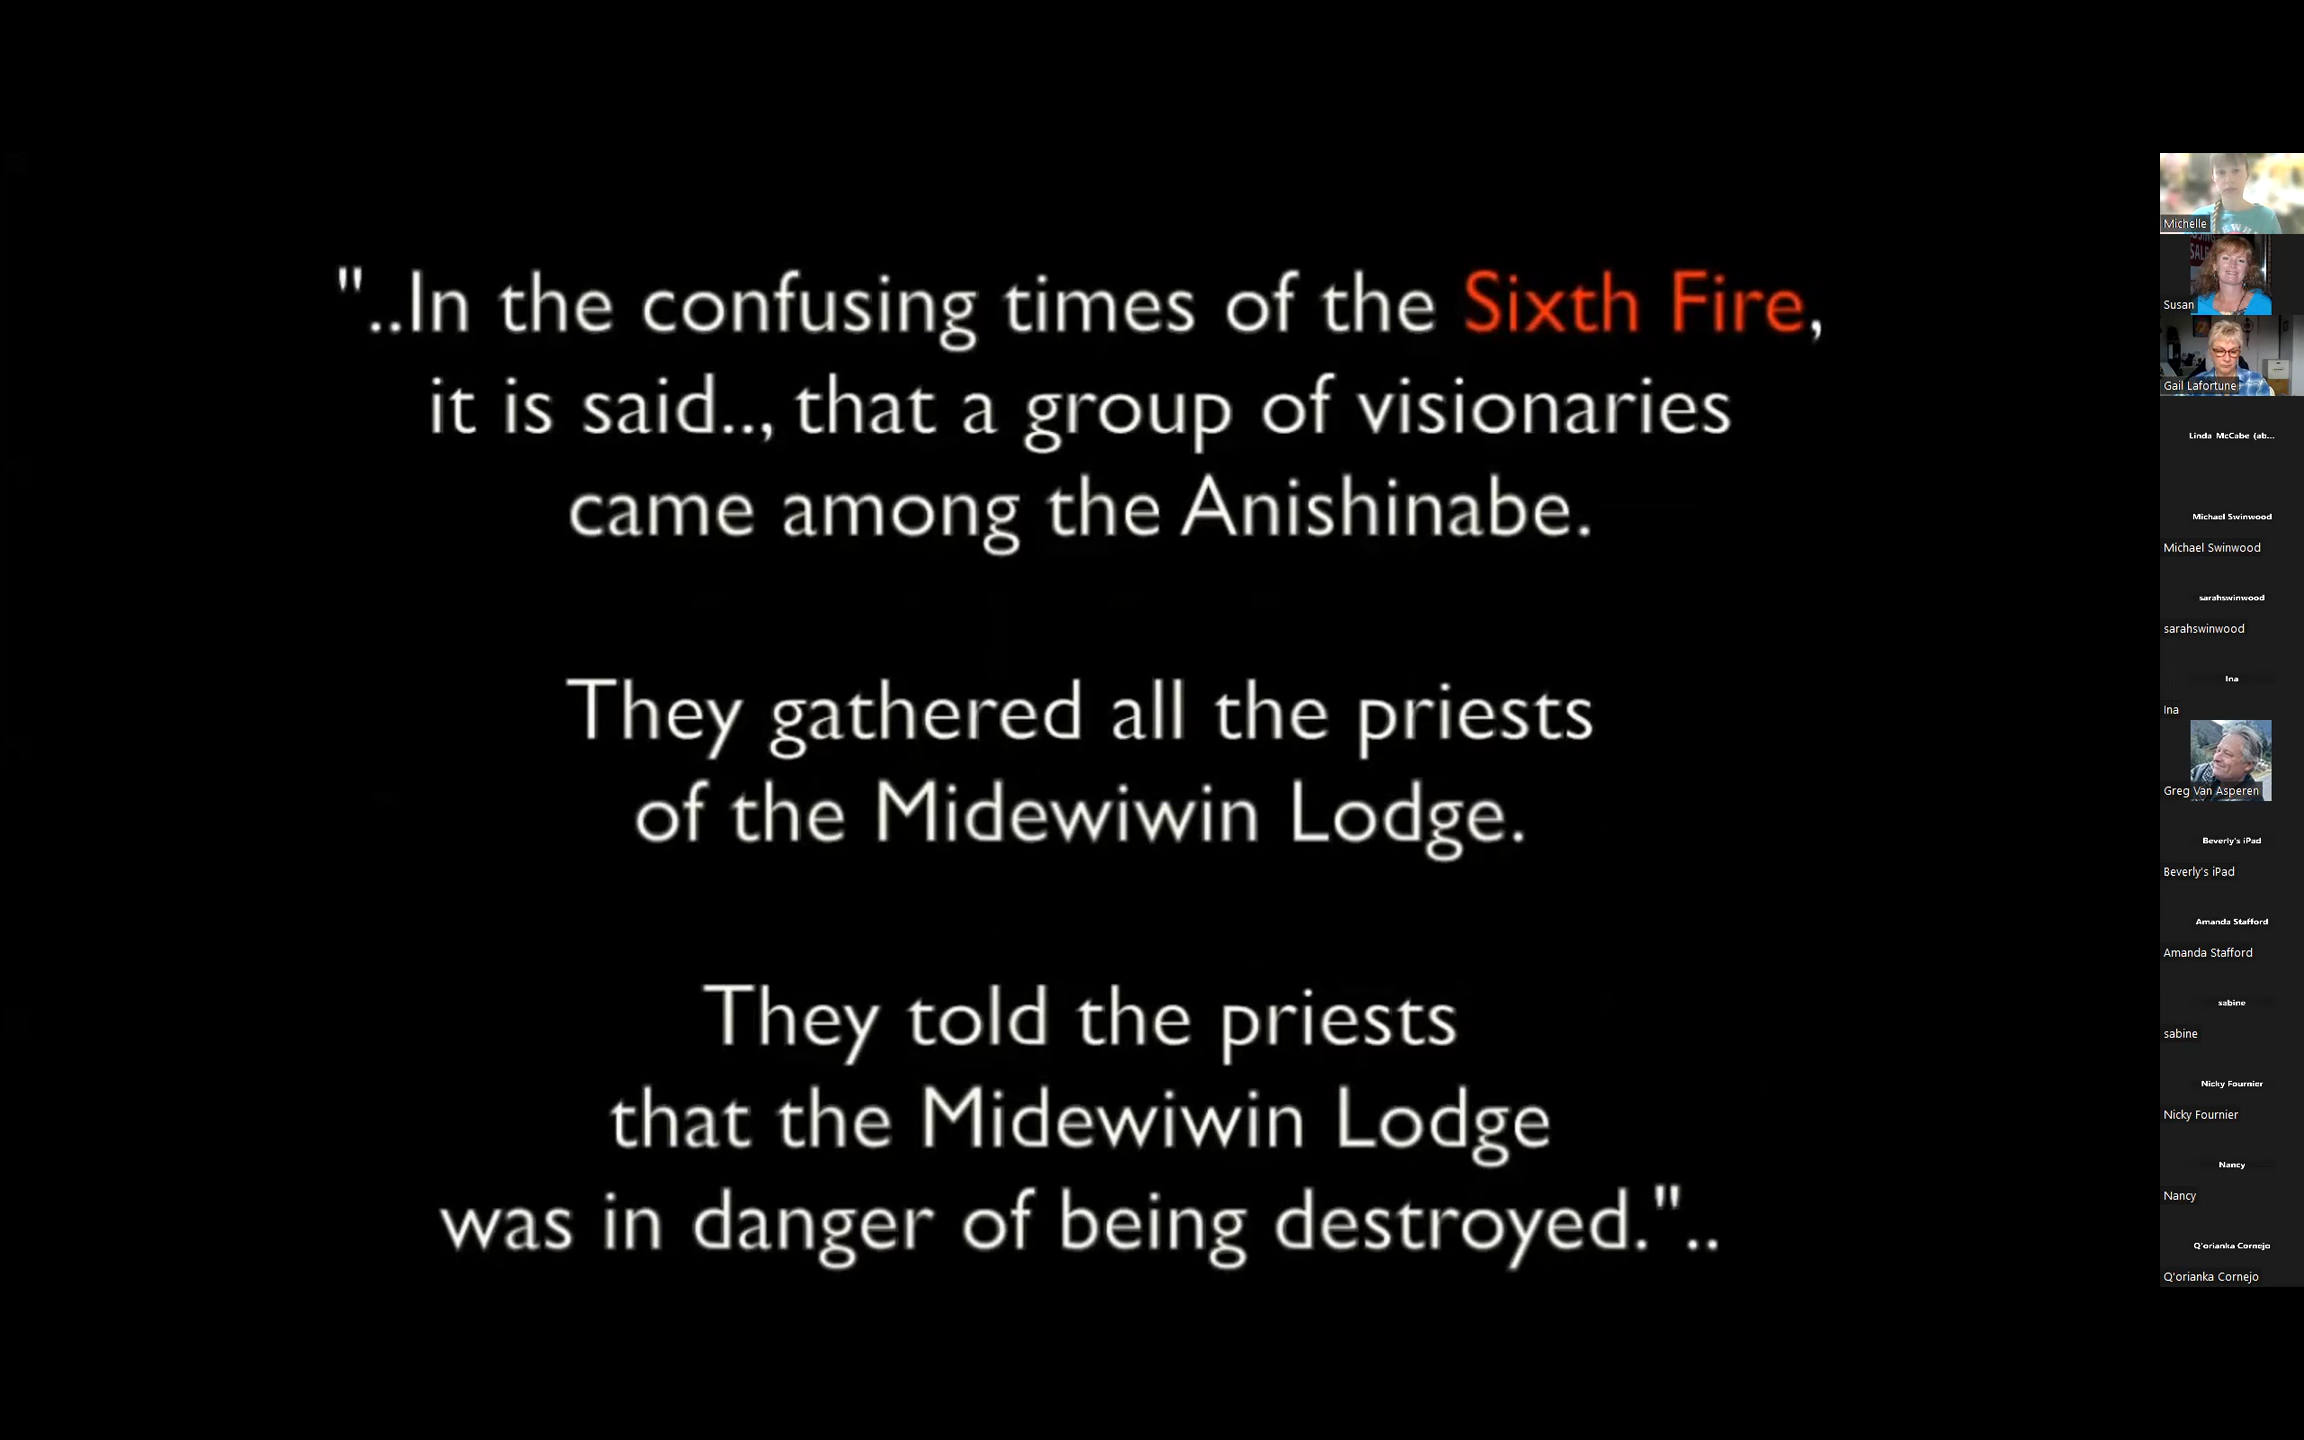 "..In the confusing times of the Sixth Fire,
it is said.., that a group of visionaries
came among the Anishinabe.
They gathered all the priests
of the Midewiwin Lodge.
They told the priests
that the Midewiwin Lodge
was in danger of being destroyed."..
Michelle
Susan
Gail Lafortune
Linda McCabe (ab...
Michael Swinwood
Michael Swinwood
sarahswinwood
sarahswinwood
Ina
Ina
Greg Van Asperen
Beverly's iPad
Beverly's iPad
Amanda Stafford
Amanda Stafford
sabine
sabine
Nicky Fournier
Nicky Fournier
Nancy
Nancy
Q'orianka Cornejo
Q'orianka Cornejo